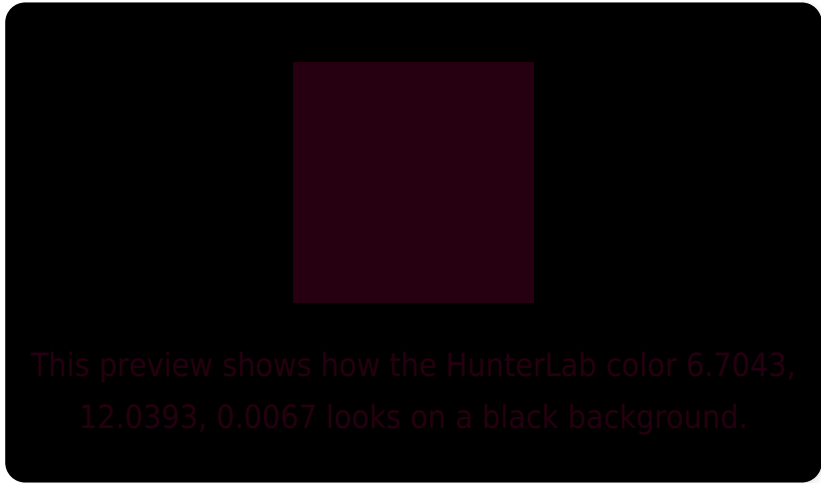 This preview shows how the HunterLab color 6.7043,
12.0393, 0.0067 looks on a black background.